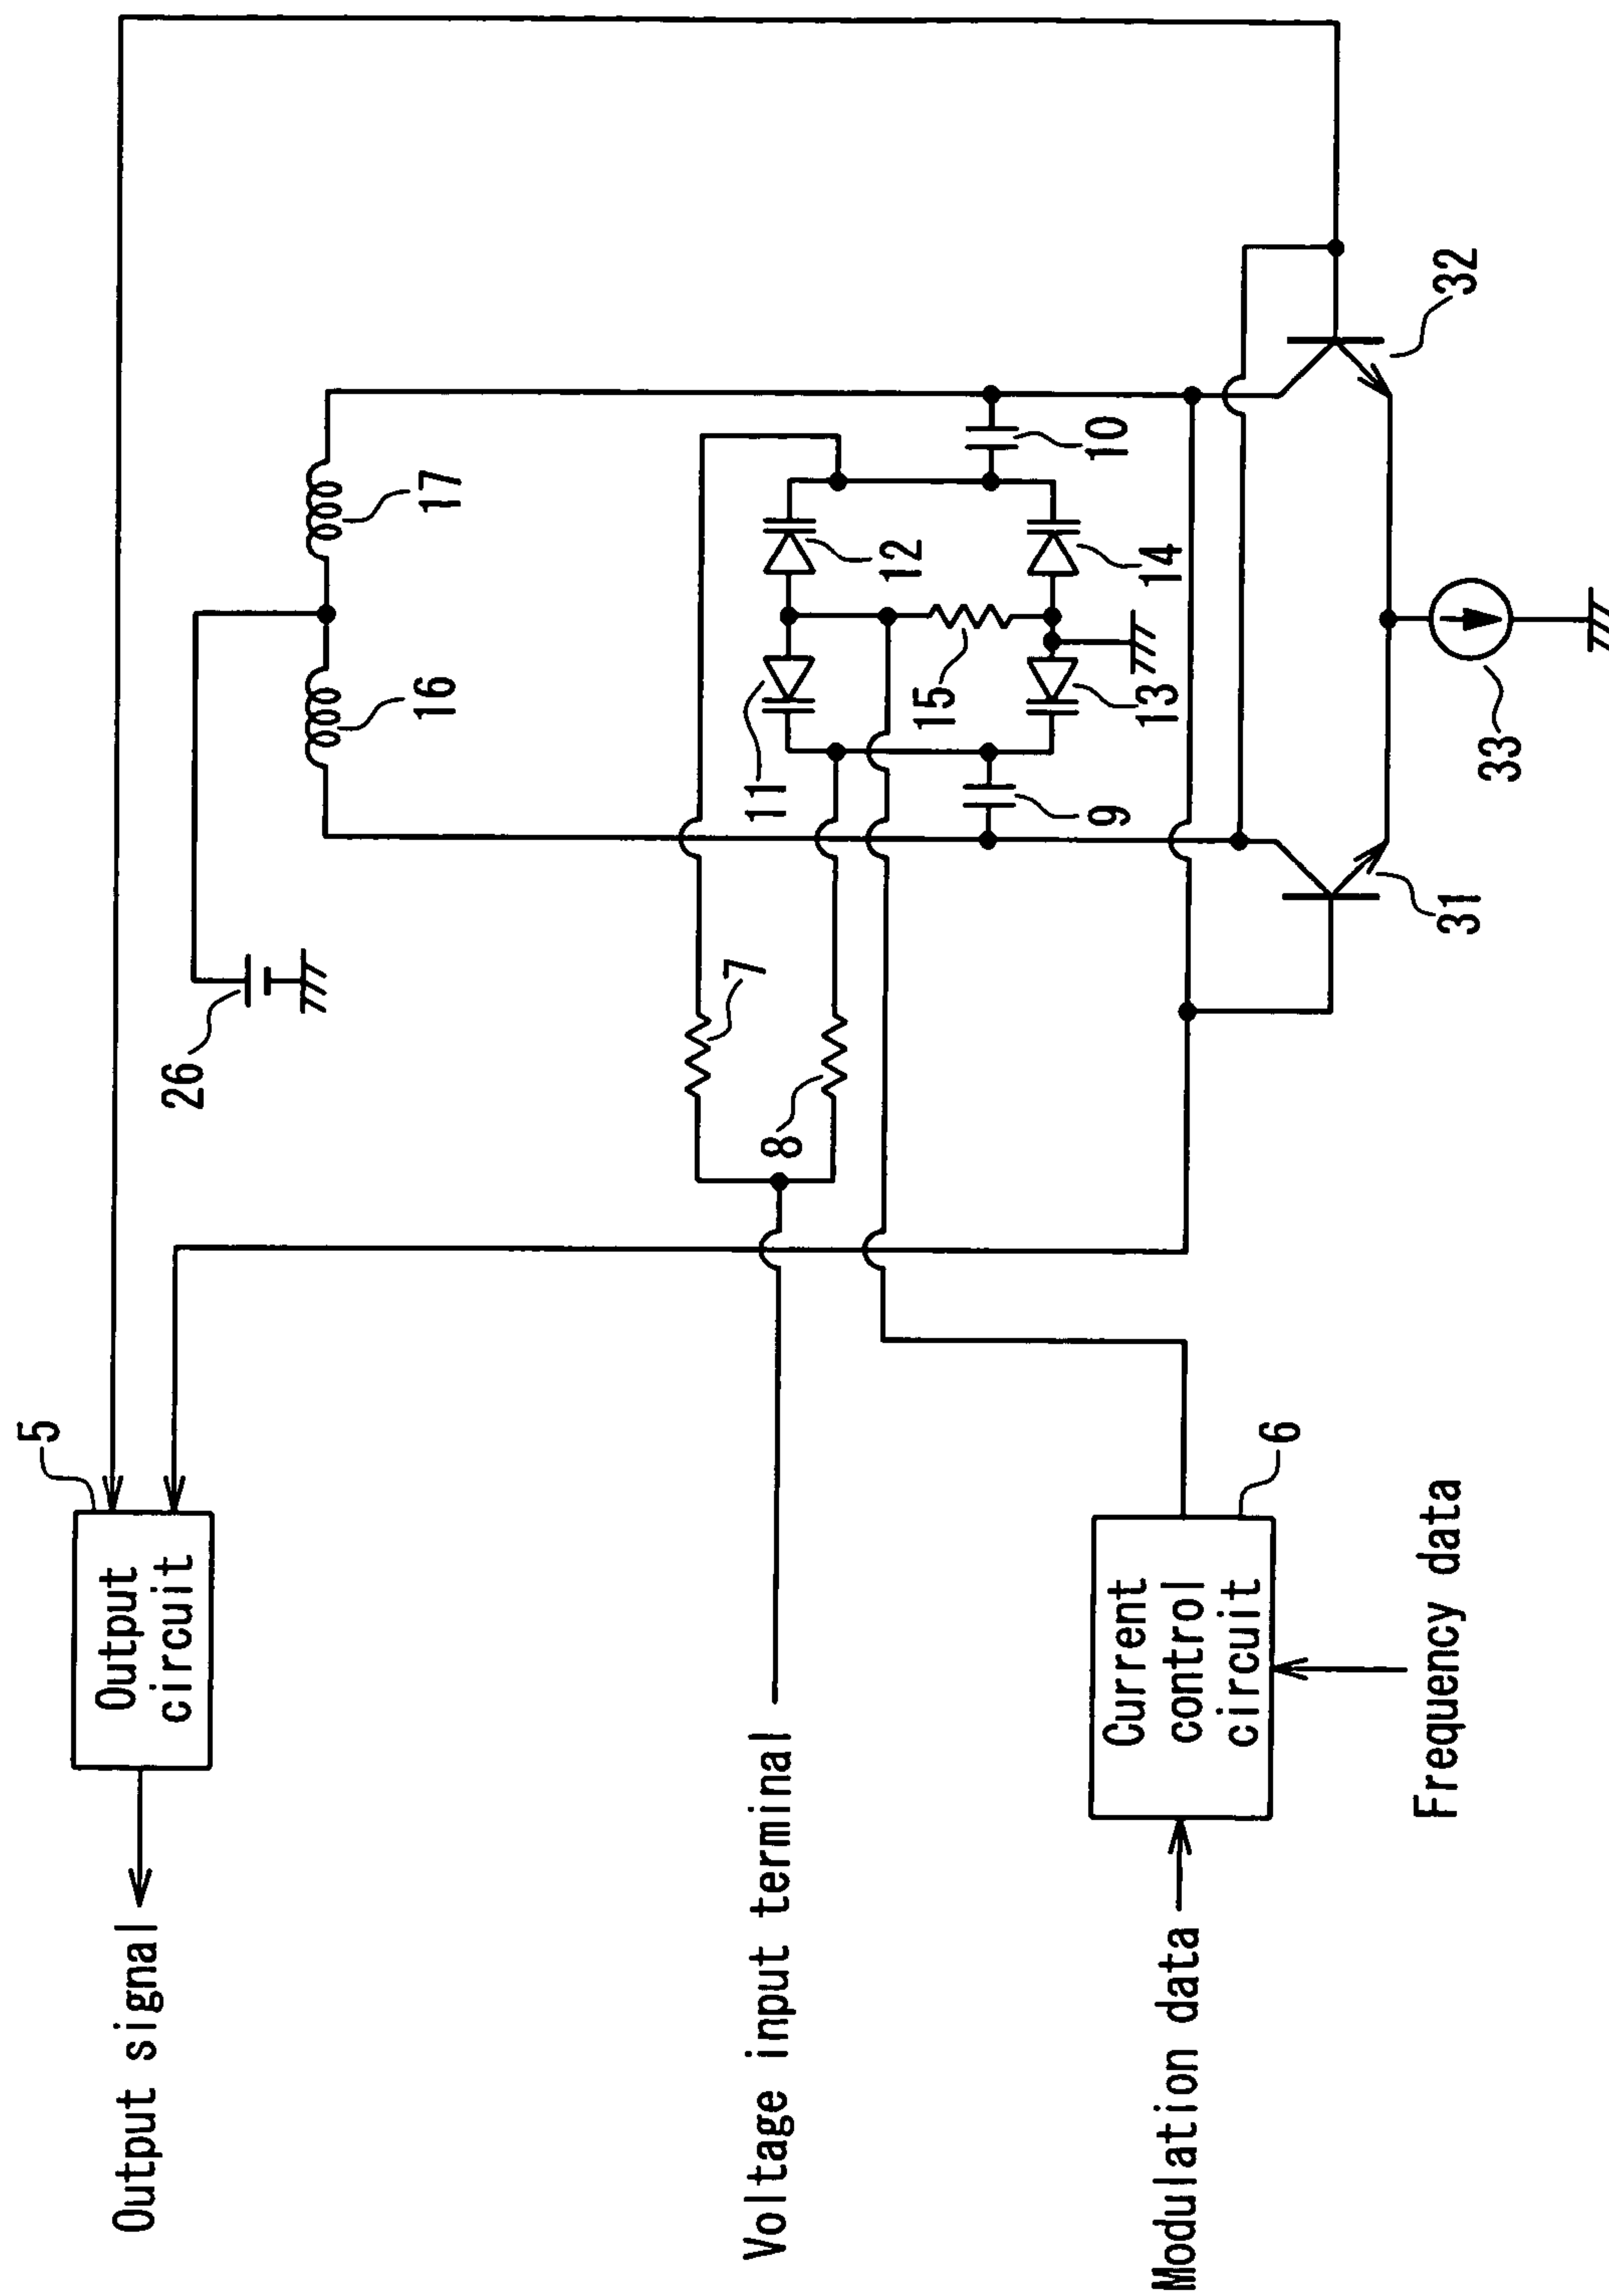 Output signal
Output
circuit
5
26
16
17
Voltage input terminal
7
8
11
12
15
9
10
13
14
Modulation data
Current
control
circuit
6
Frequency data
31
32
33